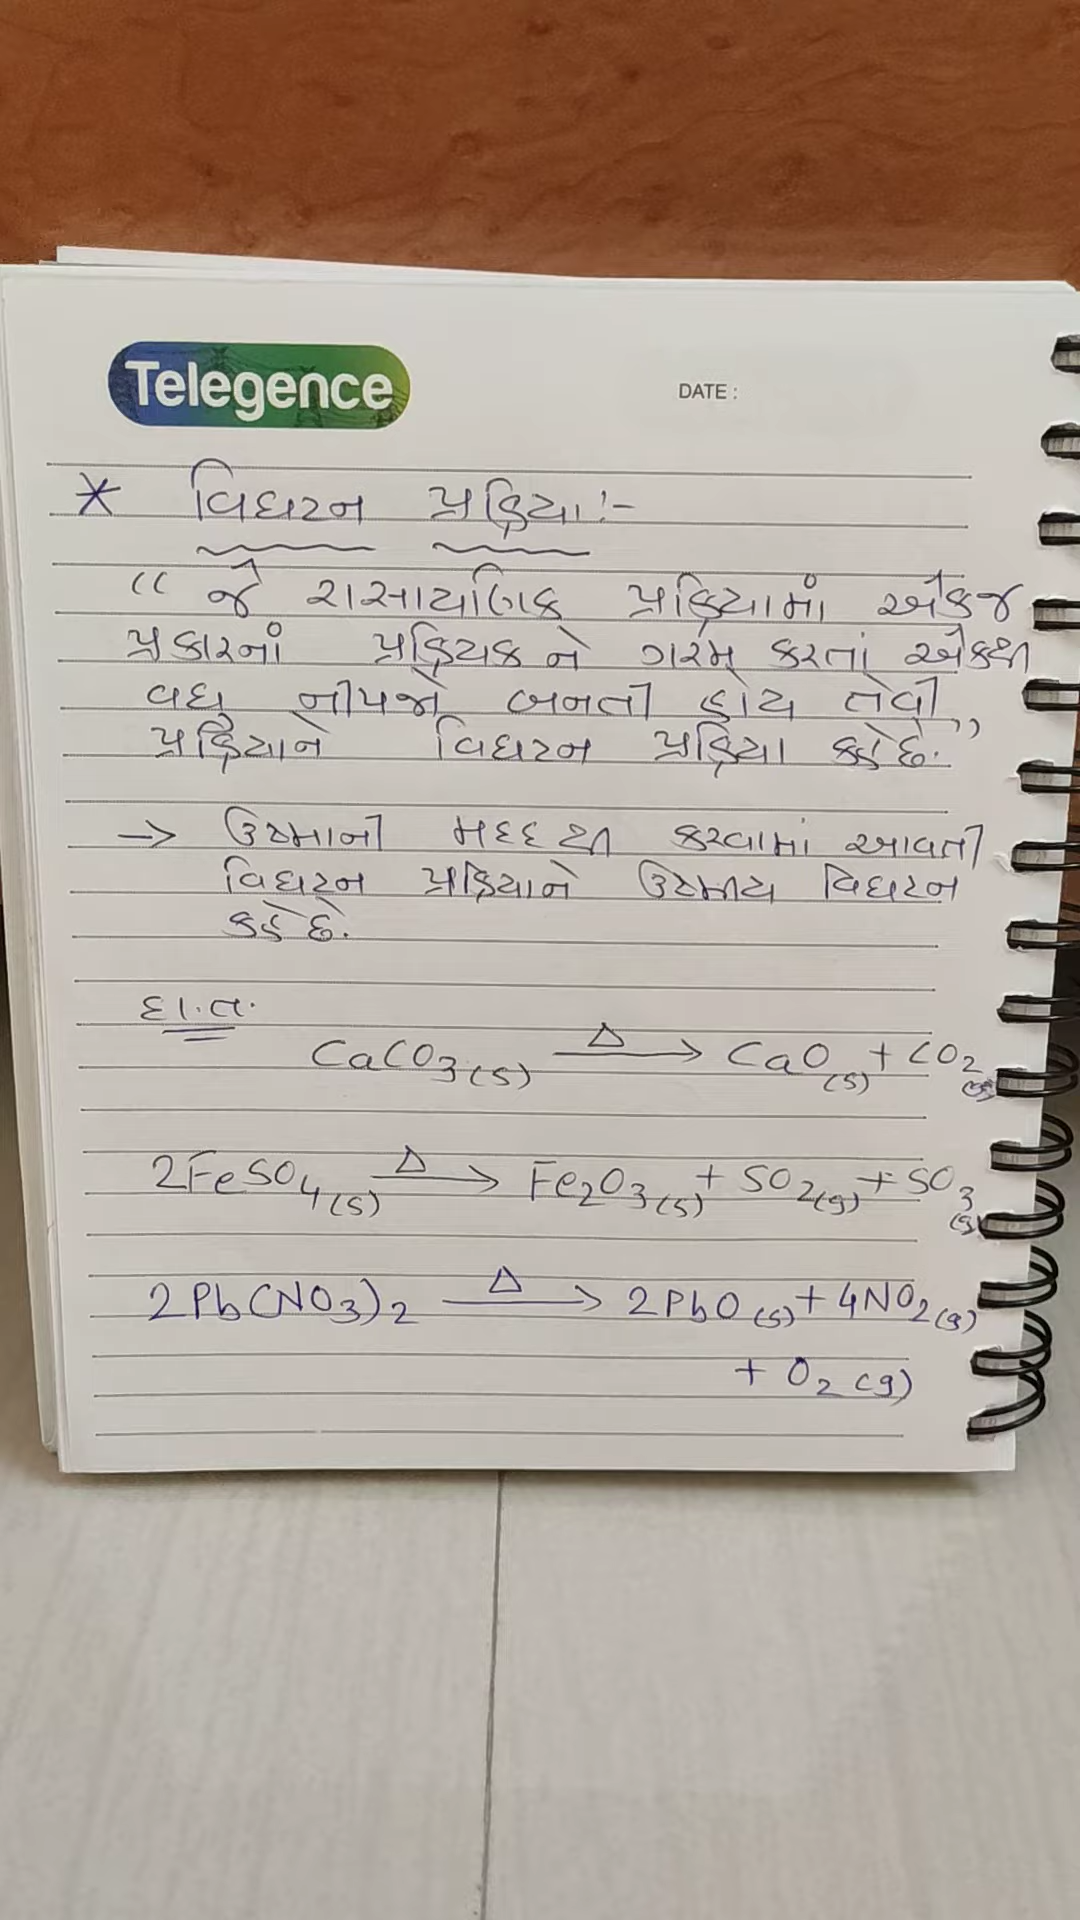 Telegence
DATE :
* વિઘટન પ્રક્રિયા :-
“ જે રાસાયણિક પ્રક્રિયામાં એકજ
પ્રકારનાં પ્રક્રિયક ને ગરમ કરતાં એકથી
વધુ નીપજો બનતી હોય તેવી
પ્રક્રિયાને વિઘટન પ્રક્રિયા કહે છે. ”
→ ઉષ્માની મદદથી કરવામાં આવતી
વિઘટન પ્રક્રિયાને ઉષ્મીય વિઘટન
કહે છે.
દા.ત.
CaCO3(s) —Δ→ CaO(s) + CO2(g)
2FeSO4(s) —Δ→ Fe2O3(s) + SO2(g) + SO3(g)
2Pb(NO3)2 —Δ→ 2PbO(s) + 4NO2(g)
+ O2(g)